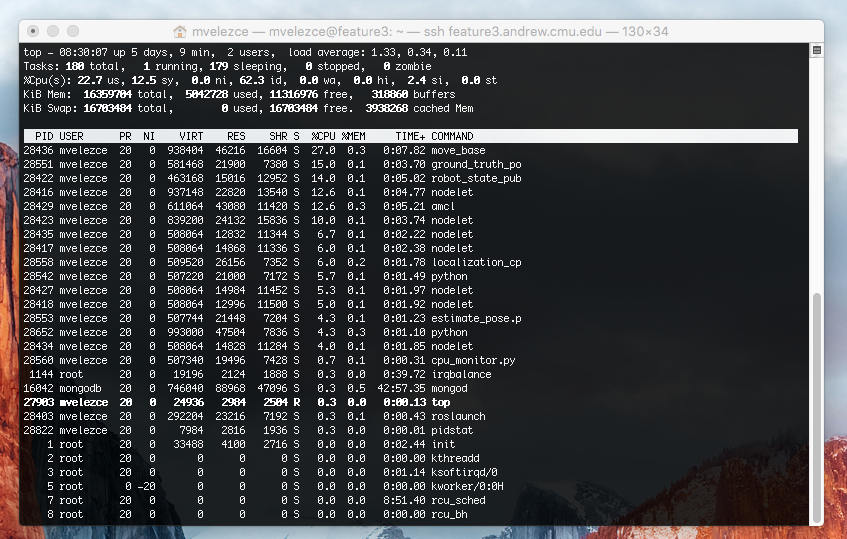 mvelezce — mvelezce@feature3: ~ — ssh feature3.andrew.cmu.edu — 130×34
top - 08:30:07 up 5 days, 9 min,  2 users,  load average: 1.33, 0.34, 0.11
Tasks: 180 total,   1 running, 179 sleeping,   0 stopped,   0 zombie
%Cpu(s): 22.7 us, 12.5 sy,  0.0 ni, 62.3 id,  0.0 wa,  0.0 hi,  2.4 si,  0.0 st
KiB Mem:  16359704 total,  5042728 used, 11316976 free,   318860 buffers
KiB Swap: 16703484 total,        0 used, 16703484 free.  3938268 cached Mem
PID USER PR NI VIRT RES SHR S %CPU %MEM TIME+ COMMAND
28436 mvelezce 20 0 938404 46216 16604 S 27.0 0.3 0:07.82 move_base
28551 mvelezce 20 0 581468 21900 7380 S 15.0 0.1 0:03.70 ground_truth_po
28422 mvelezce 20 0 463168 15016 12952 S 14.0 0.1 0:05.02 robot_state_pub
28416 mvelezce 20 0 937148 22820 13540 S 12.6 0.1 0:04.77 nodelet
28429 mvelezce 20 0 611064 43080 11420 S 12.6 0.3 0:05.21 amcl
28423 mvelezce 20 0 839200 24132 15836 S 10.0 0.1 0:03.74 nodelet
28435 mvelezce 20 0 508064 12832 11344 S 6.7 0.1 0:02.22 nodelet
28417 mvelezce 20 0 508064 14868 11336 S 6.0 0.1 0:02.38 nodelet
28558 mvelezce 20 0 509520 26156 7352 S 6.0 0.2 0:01.78 localization_cp
28542 mvelezce 20 0 507220 21000 7172 S 5.7 0.1 0:01.49 python
28427 mvelezce 20 0 508064 14984 11452 S 5.3 0.1 0:01.97 nodelet
28418 mvelezce 20 0 508064 12996 11500 S 5.0 0.1 0:01.92 nodelet
28553 mvelezce 20 0 507744 21448 7204 S 4.3 0.1 0:01.23 estimate_pose.p
28652 mvelezce 20 0 993000 47504 7836 S 4.3 0.3 0:01.10 python
28434 mvelezce 20 0 508064 14828 11284 S 4.0 0.1 0:01.85 nodelet
28560 mvelezce 20 0 507340 19496 7428 S 0.7 0.1 0:00.31 cpu_monitor.py
1144 root 20 0 19196 2124 1888 S 0.3 0.0 0:39.72 irqbalance
16042 mongodb 20 0 746040 88968 47096 S 0.3 0.5 42:57.35 mongod
27903 mvelezce 20 0 24936 2984 2504 R 0.3 0.0 0:00.13 top
28403 mvelezce 20 0 292204 23216 7192 S 0.3 0.1 0:00.43 roslaunch
28822 mvelezce 20 0 7984 2816 1936 S 0.3 0.0 0:00.01 pidstat
1 root 20 0 33488 4100 2716 S 0.0 0.0 0:02.44 init
2 root 20 0 0 0 0 S 0.0 0.0 0:00.00 kthreadd
3 root 20 0 0 0 0 S 0.0 0.0 0:01.14 ksoftirqd/0
5 root 0 -20 0 0 0 S 0.0 0.0 0:00.00 kworker/0:0H
7 root 20 0 0 0 0 S 0.0 0.0 8:51.40 rcu_sched
8 root 20 0 0 0 0 S 0.0 0.0 0:00.00 rcu_bh